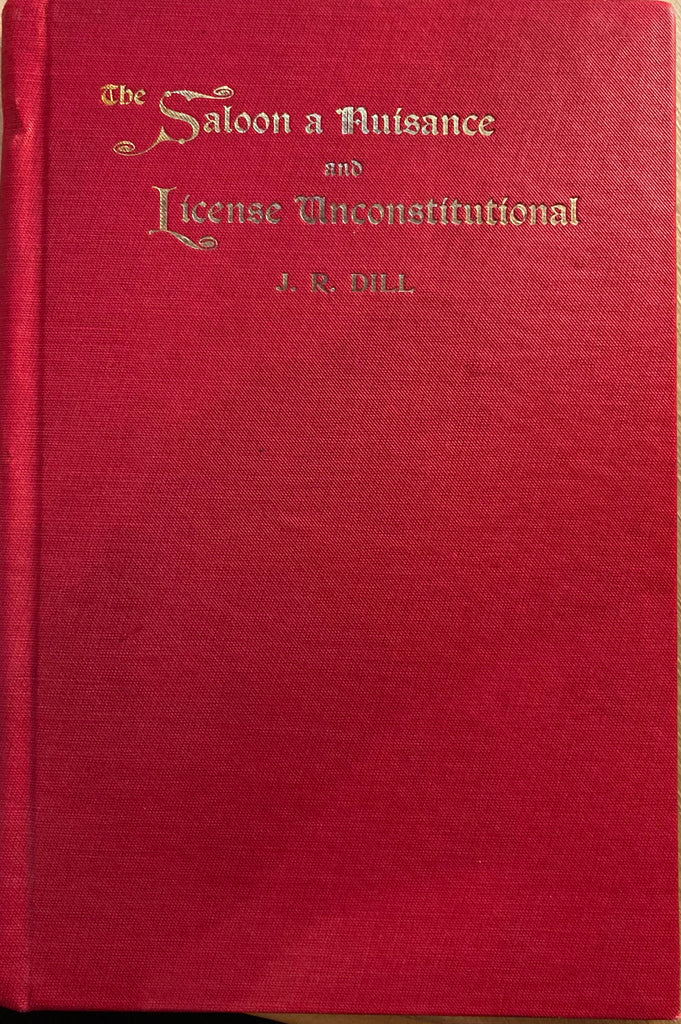 The Saloon a Nuisance
and
License Unconstitutional
J. R. DILL